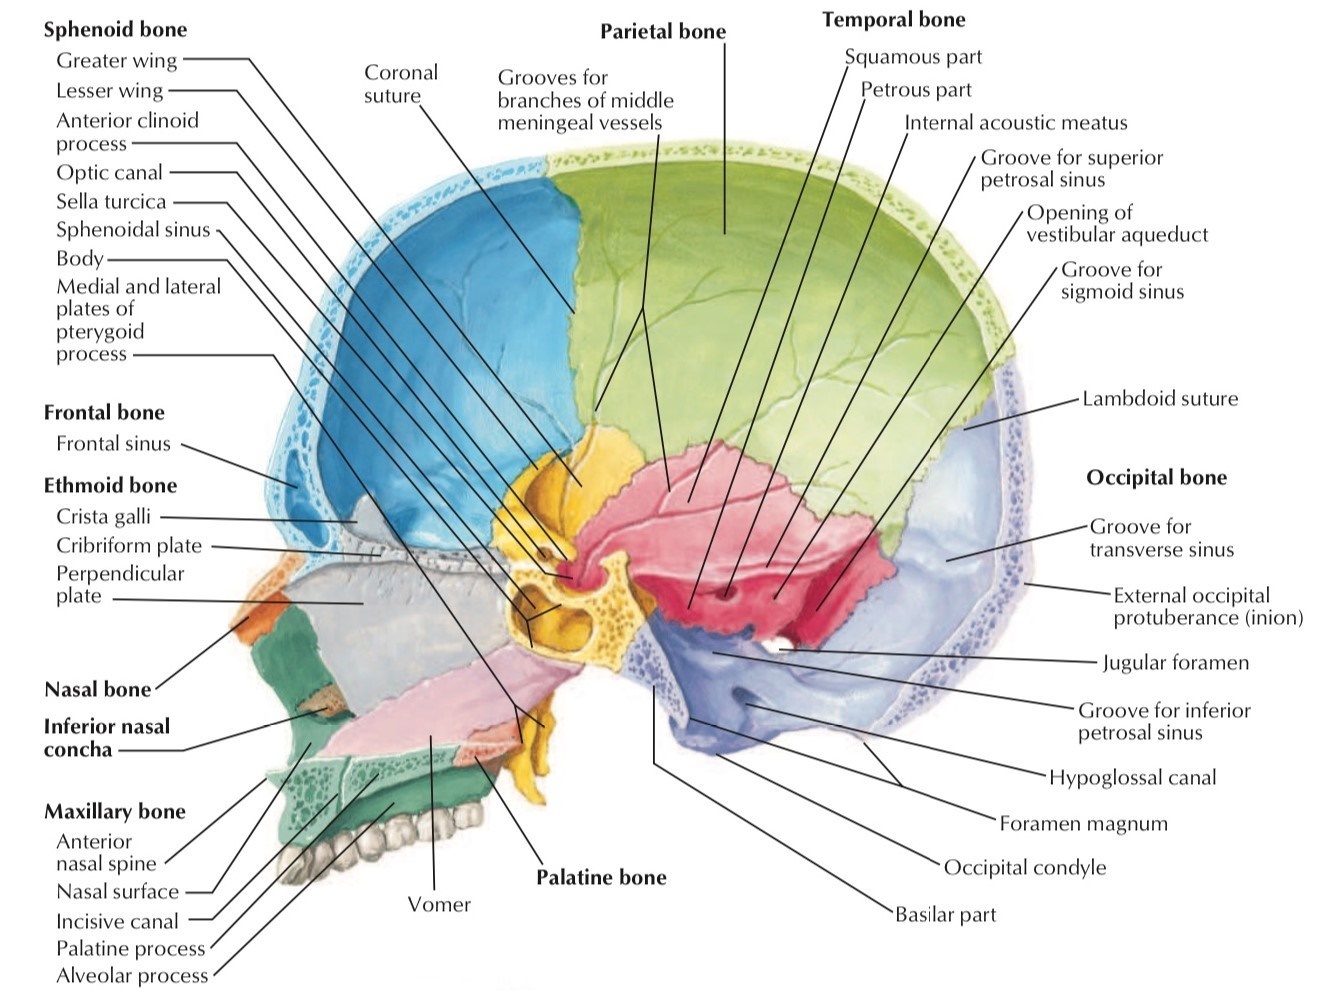 Sphenoid bone
Greater wing
Lesser wing
Anterior clinoid
process
Optic canal
Sella turcica
Sphenoidal sinus
Body
Medial and lateral
plates of
pterygoid
process
Frontal bone
Frontal sinus
Ethmoid bone
Crista galli
Cribriform plate
Perpendicular
plate
Nasal bone
Inferior nasal
concha
Maxillary bone
Anterior
nasal spine
Nasal surface
Incisive canal
Palatine process
Alveolar process
Coronal
suture
Grooves for
branches of middle
meningeal vessels
Parietal bone
Temporal bone
Squamous part
Petrous part
Internal acoustic meatus
Groove for superior
petrosal sinus
Opening of
vestibular aqueduct
Groove for
sigmoid sinus
Lambdoid suture
Occipital bone
Groove for
transverse sinus
External occipital
protuberance (inion)
Jugular foramen
Groove for inferior
petrosal sinus
Hypoglossal canal
Foramen magnum
Occipital condyle
Basilar part
Palatine bone
Vomer